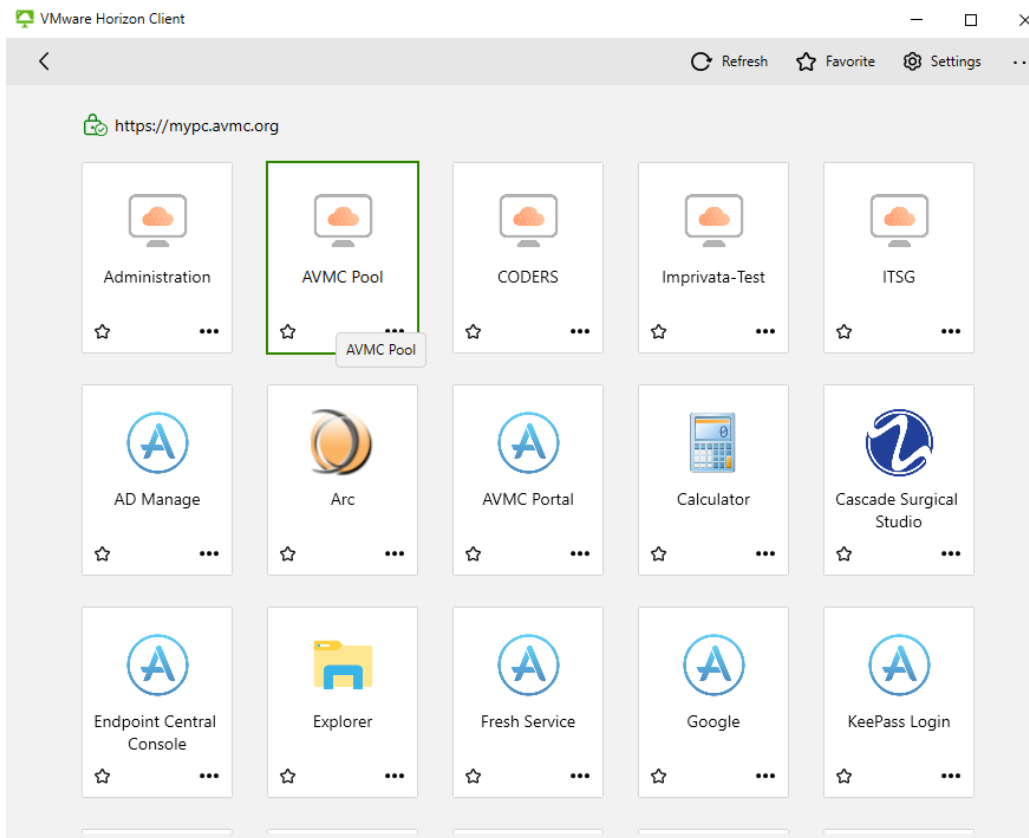 VMware Horizon Client
Refresh
Favorite
Settings
https://mypc.avmc.org
Administration
AVMC Pool
CODERS
Imprivata-Test
ITSG
AVMC Pool
AD Manage
Arc
AVMC Portal
Calculator
0
Cascade Surgical
Studio
Endpoint Central
Console
Explorer
Fresh Service
Google
KeePass Login